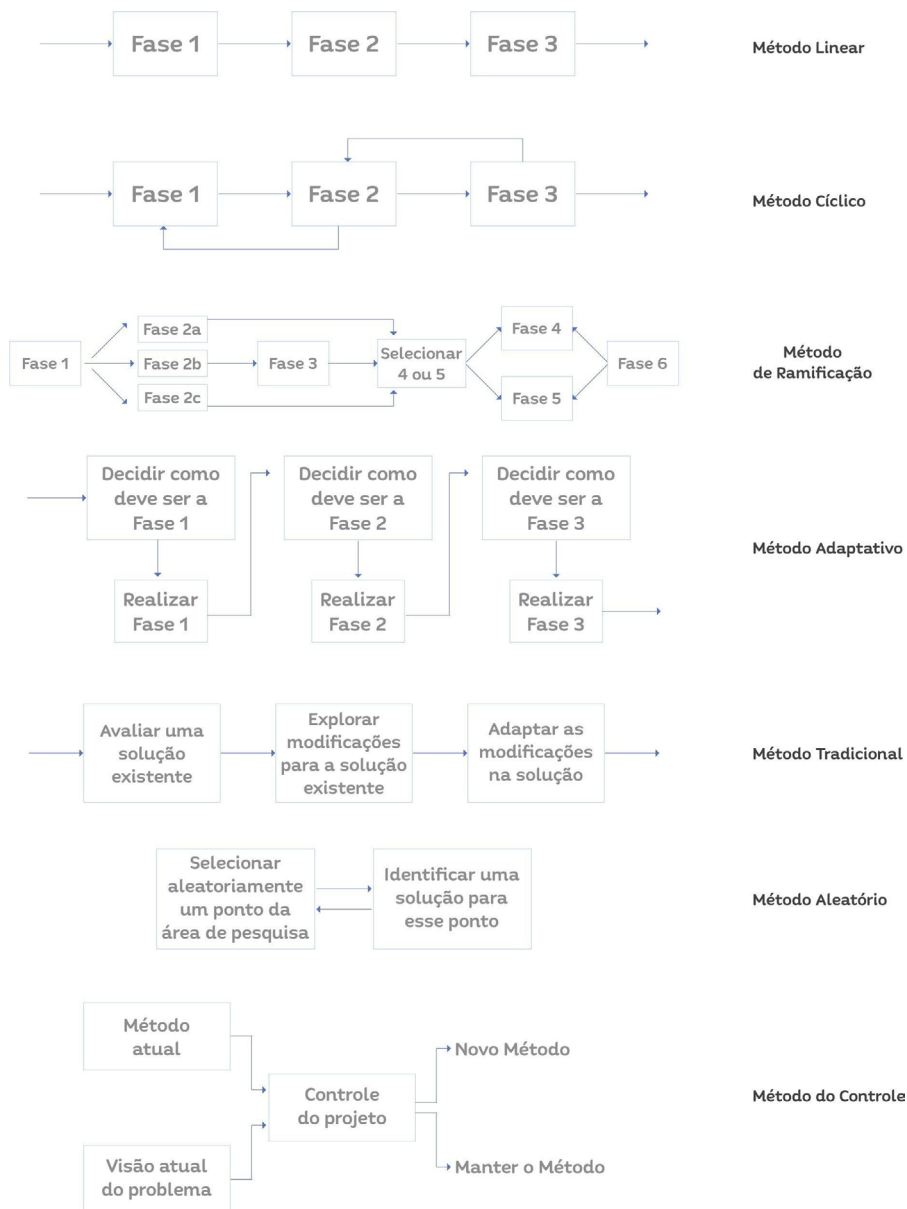 Fase 1
Fase 2
Fase 3
Método Linear
Fase 1
Fase 2
Fase 3
Método Cíclico
Fase 1
Fase 2a
Fase 2b
Fase 2c
Fase 3
Selecionar
4 ou 5
Fase 4
Fase 5
Fase 6
Método
de Ramificação
Decidir como
deve ser a
Fase 1
Realizar
Fase 1
Decidir como
deve ser a
Fase 2
Realizar
Fase 2
Decidir como
deve ser a
Fase 3
Realizar
Fase 3
Método Adaptativo
Avaliar uma
solução
existente
Explorar
modificações
para a solução
existente
Adaptar as
modificações
na solução
Método Tradicional
Selecionar
aleatoriamente
um ponto da
área de pesquisa
Identificar uma
solução para
esse ponto
Método Aleatório
Método
atual
Visão atual
do problema
Controle
do projeto
Novo Método
Manter o Método
Método do Controle